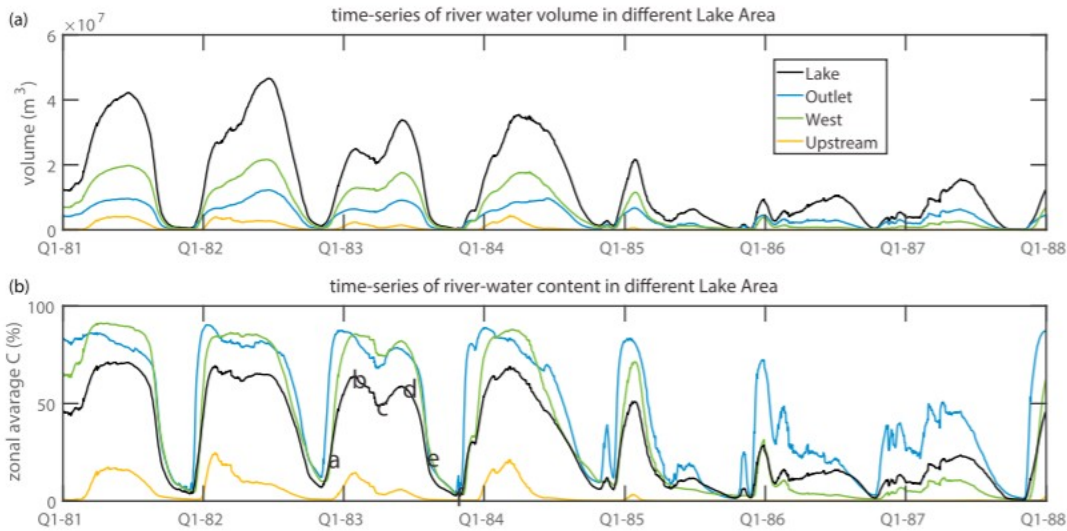 (a)
time-series of river water volume in different Lake Area
×10⁷
6
4
2
0
volume (m³)
Lake
Outlet
West
Upstream
Q1-81 Q1-82 Q1-83 Q1-84 Q1-85 Q1-86 Q1-87 Q1-88
(b)
time-series of river-water content in different Lake Area
100
50
0
zonal avarage C (%)
a b c d e
Q1-81 Q1-82 Q1-83 Q1-84 Q1-85 Q1-86 Q1-87 Q1-88